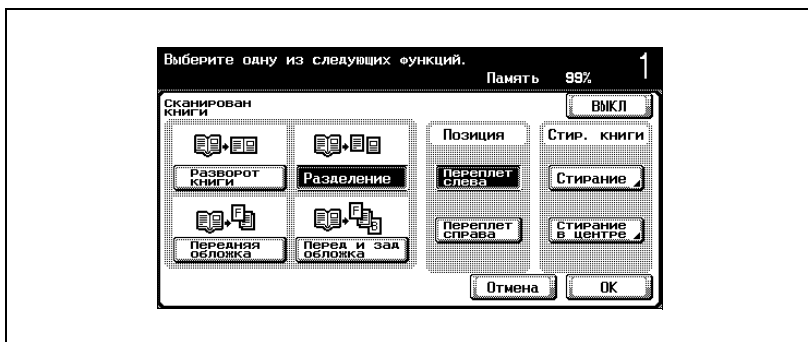 Выберите одну из следующих функций.
Память 99% 1
Сканирован
книги
ВЫКЛ
Позиция
Стир. книги
Разворот
книги
Разделение
Переплет
слева
Стирание
F
F
B
Передняя
обложка
Перед и зад
обложка
Переплет
справа
Стирание
в центре
Отмена
OK